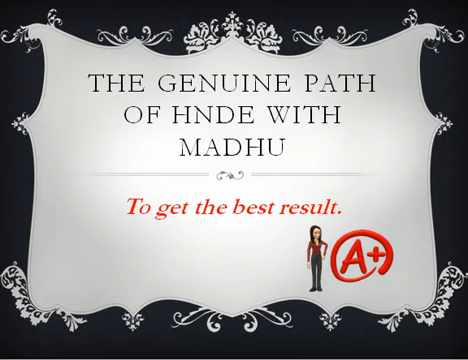 THE GENUINE PATH
OF HNDE WITH
MADHU
To get the best result.
A+